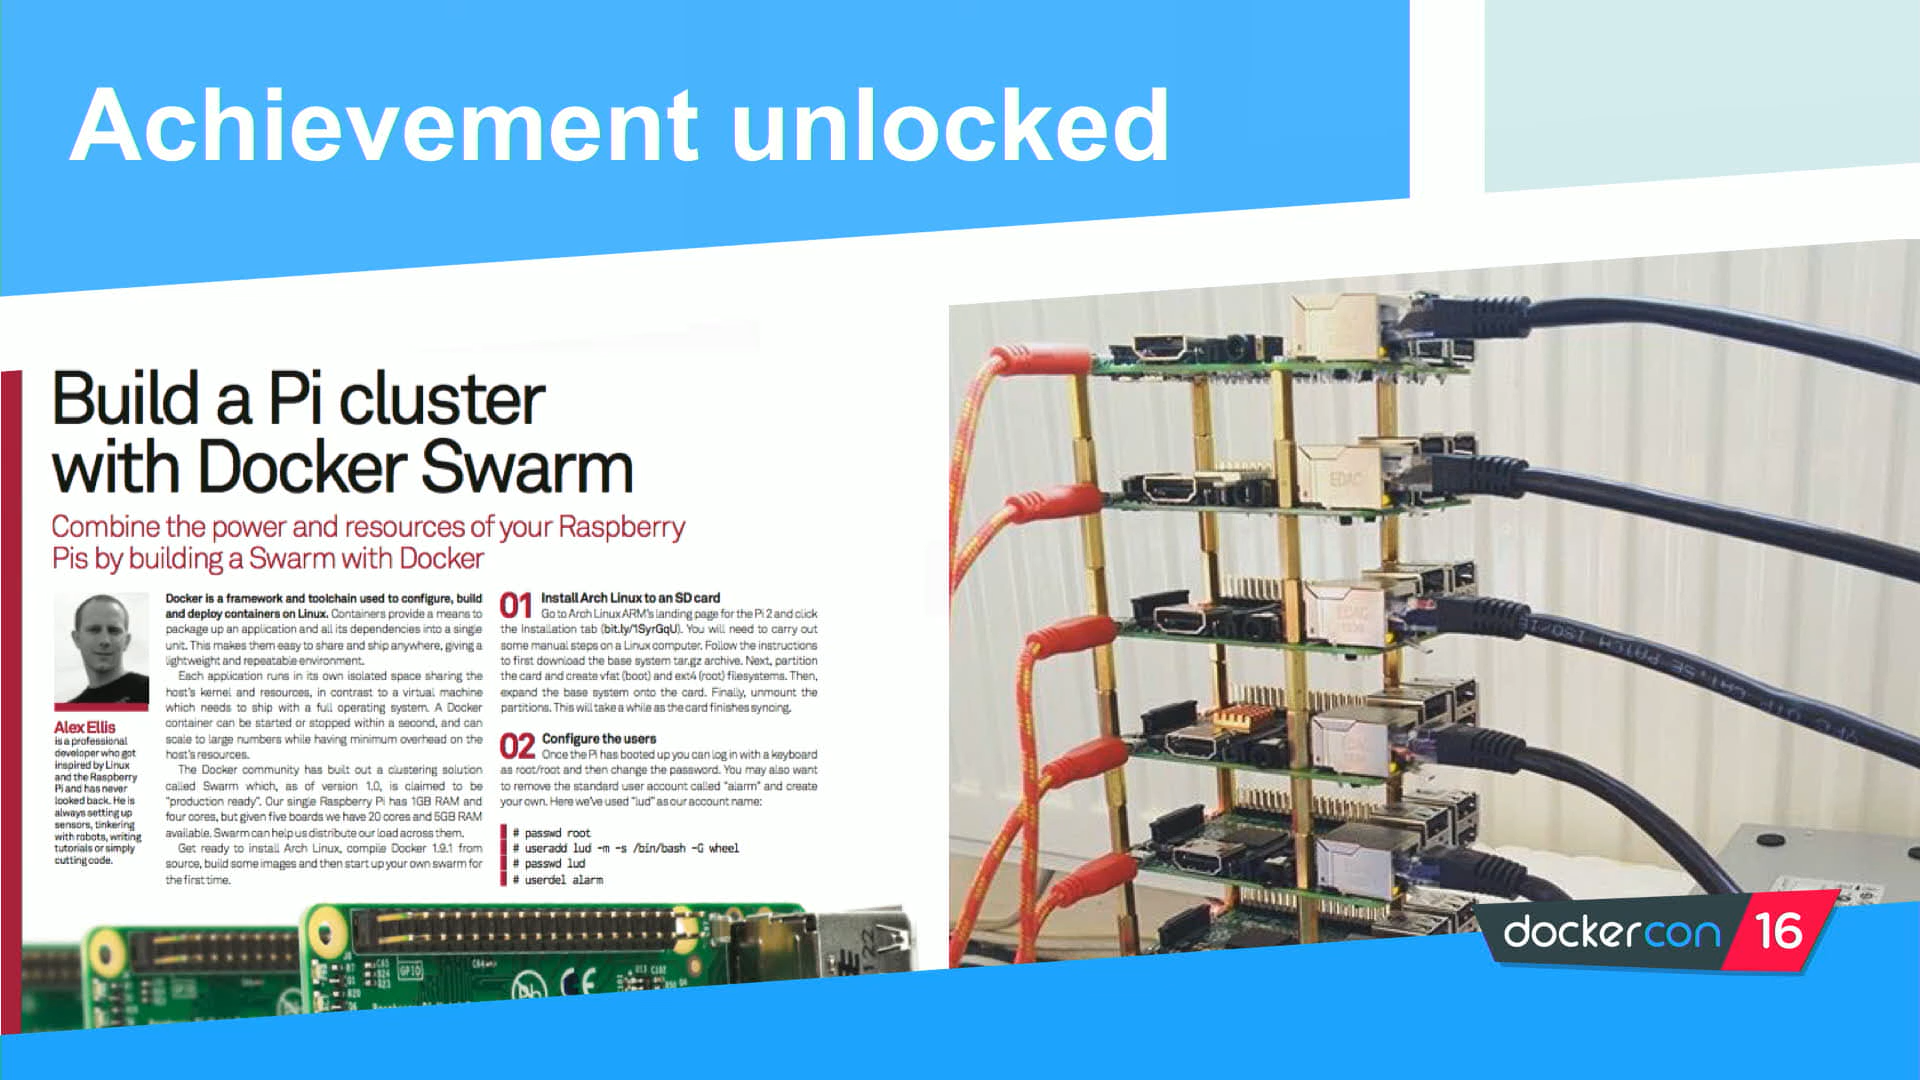 Achievement unlocked
Build a Pi cluster
with Docker Swarm
Combine the power and resources of your Raspberry
Pis by building a Swarm with Docker
Alex Ellis
is a professional
developer who got
inspired by Linux
and the Raspberry
Pi and has never
looked back. He is
always setting up
sensors, tinkering
with robots, writing
tutorials or simply
cutting code.
Docker is a framework and toolchain used to configure, build
and deploy containers on Linux. Containers provide a means to
package up an application and all its dependencies into a single
unit. This makes them easy to share and ship anywhere, giving a
lightweight and repeatable environment.
Each application runs in its own isolated space sharing the
host's kernel and resources, in contrast to a virtual machine
which needs to ship with a full operating system. A Docker
container can be started or stopped within a second, and can
scale to large numbers while having minimum overhead on the
host's resources.
The Docker community has built out a clustering solution
called Swarm which, as of version 1.0, is claimed to be
"production ready". Our single Raspberry Pi has 1GB RAM and
four cores, but given five boards we have 20 cores and 5GB RAM
available. Swarm can help us distribute our load across them.
Get ready to install Arch Linux, compile Docker 1.9.1 from
source, build some images and then start up your own swarm for
the first time.
01 Install Arch Linux to an SD card
Go to Arch Linux ARM's landing page for the Pi 2 and click
the Installation tab (bit.ly/1SyrGqU). You will need to carry out
some manual steps on a Linux computer. Follow the instructions
to first download the base system tar.gz archive. Next, partition
the card and create vfat (boot) and ext4 (root) filesystems. Then,
expand the base system onto the card. Finally, unmount the
partitions. This will take a while as the card finishes syncing.
02 Configure the users
Once the Pi has booted up you can log in with a keyboard
as root/root and then change the password. You may also want
to remove the standard user account called "alarm" and create
your own. Here we've used "lud" as our account name:
# passwd root
# useradd lud -m -s /bin/bash -G wheel
# passwd lud
# userdel alarm
GPIO
CE
EDAC
dockercon 16